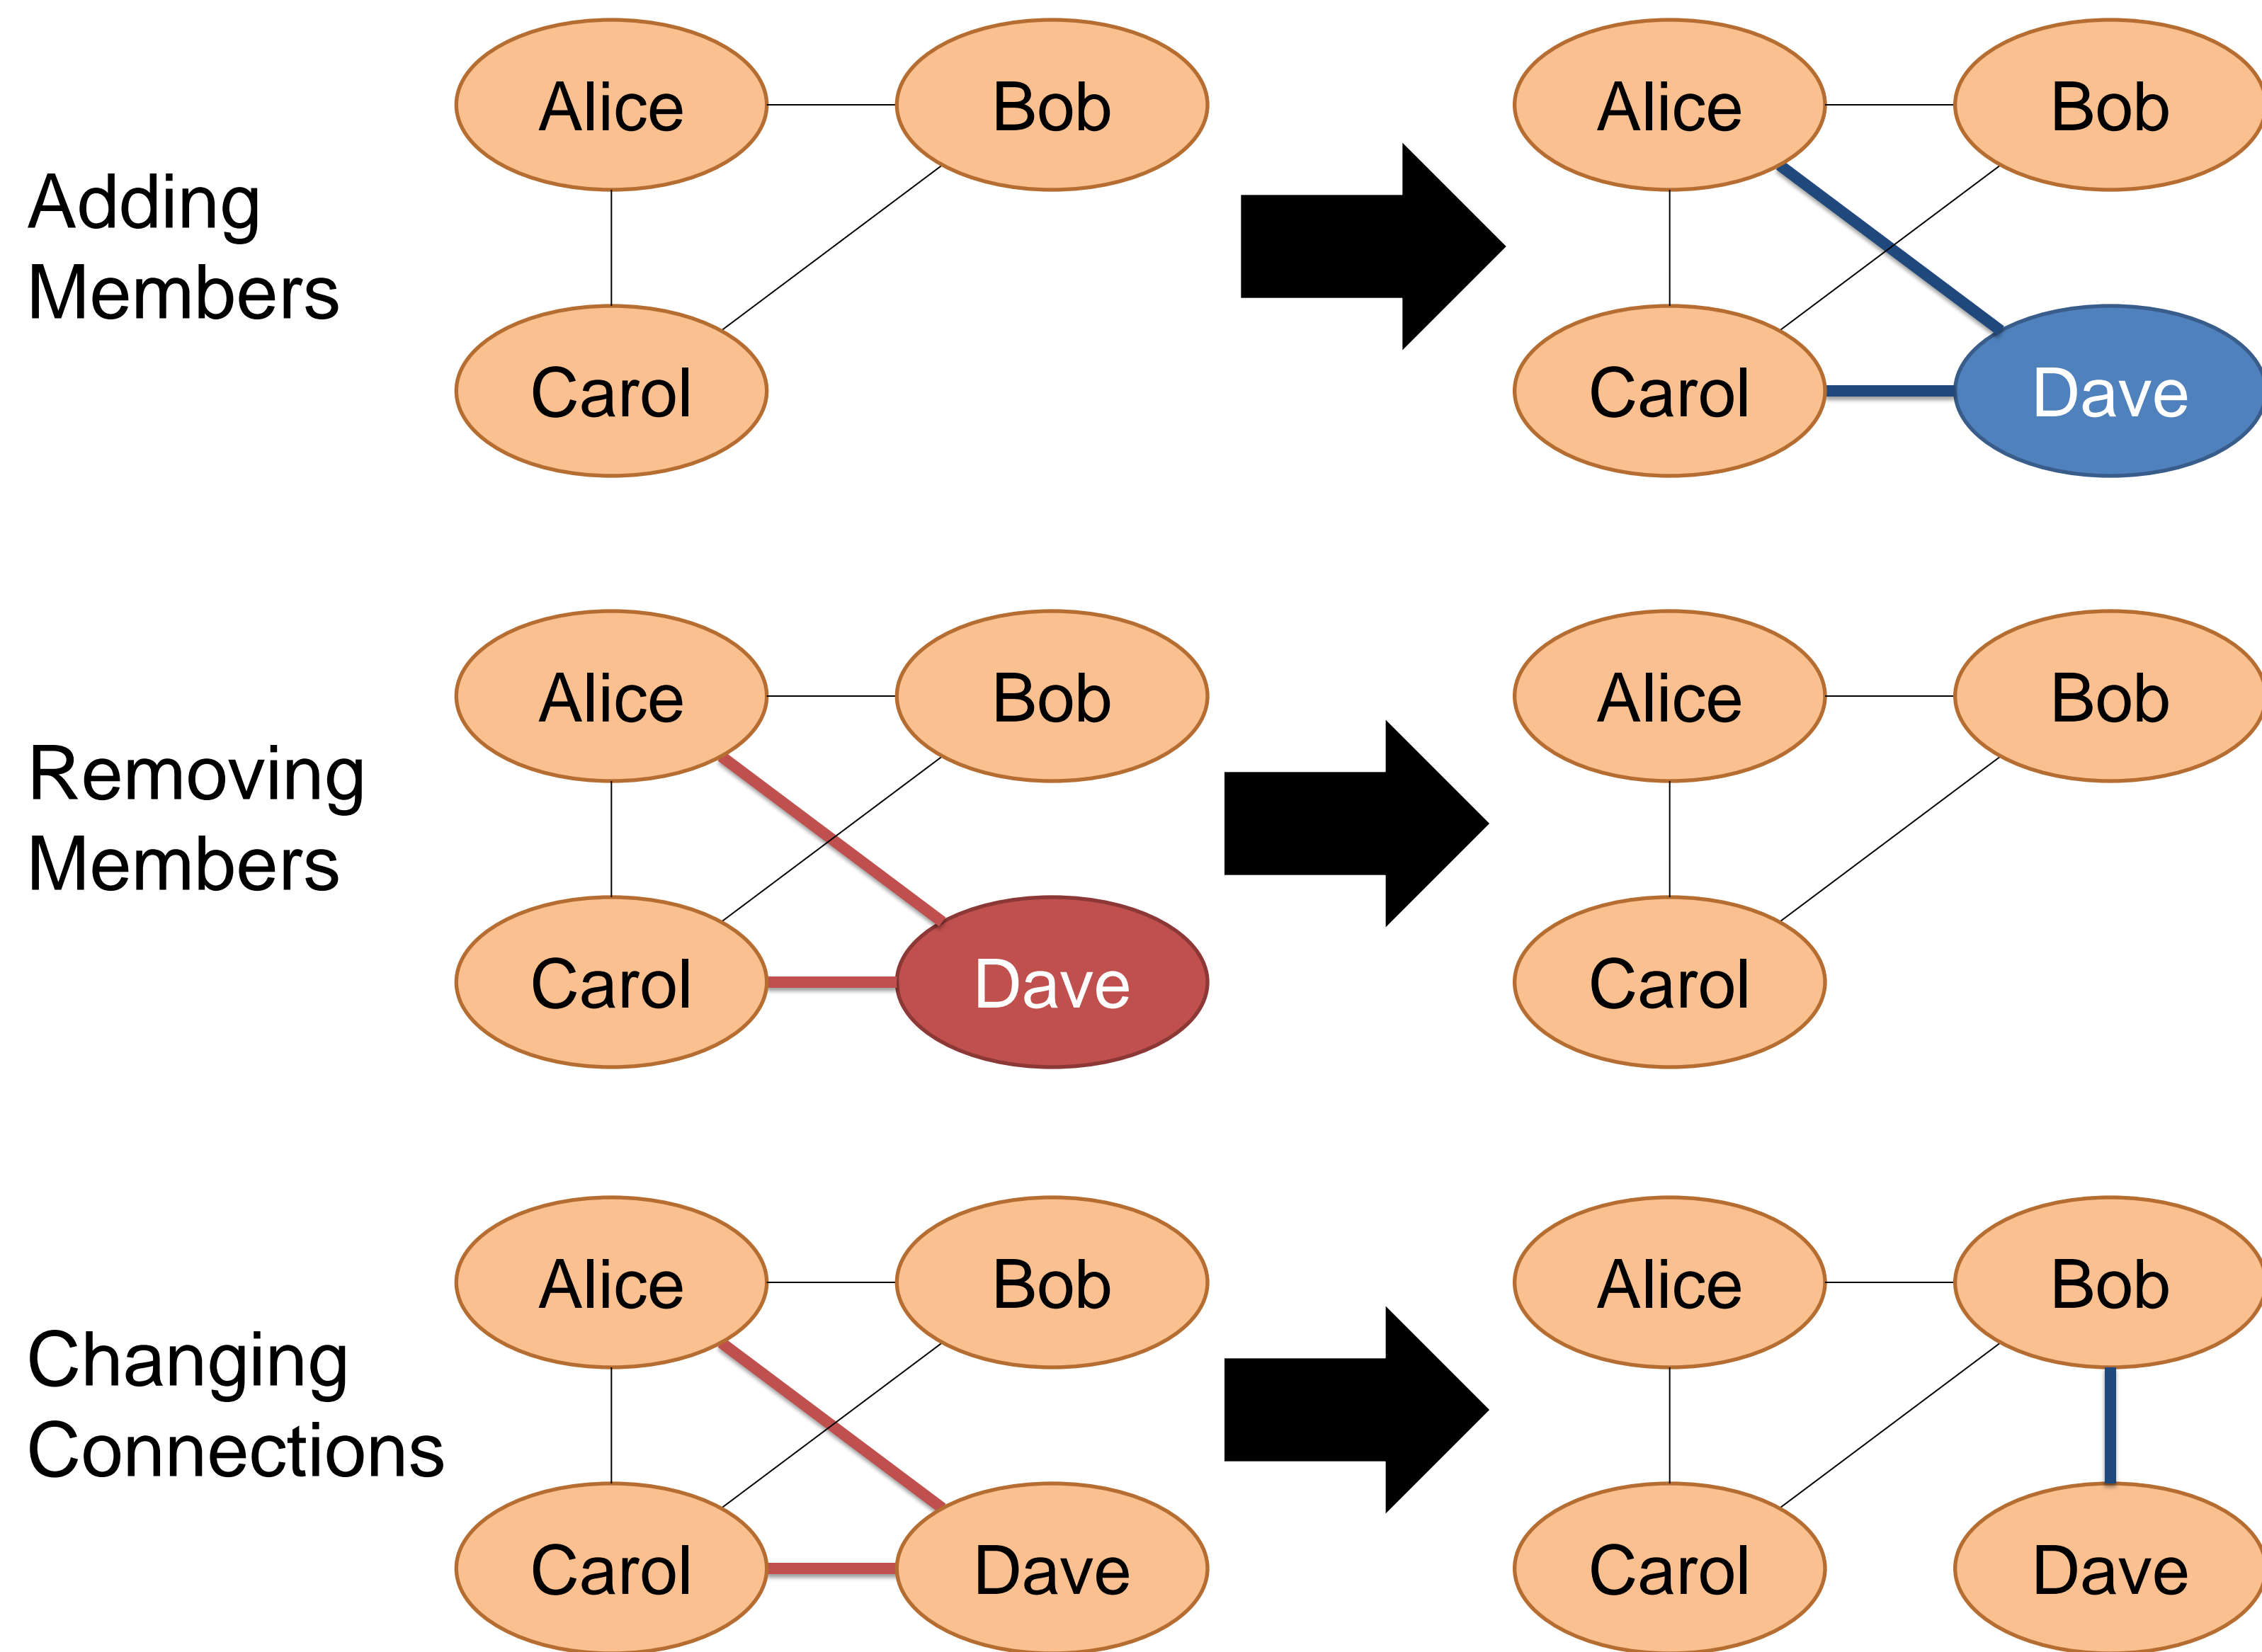 Adding
Members
Alice
Bob
Carol
Alice
Bob
Carol
Dave
Removing
Members
Alice
Bob
Carol
Dave
Alice
Bob
Carol
Changing
Connections
Alice
Bob
Carol
Dave
Alice
Bob
Carol
Dave